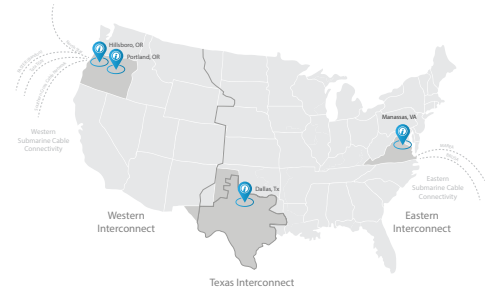 Hillsboro, OR
Portland, OR
Manassas, VA
Western
Submarine Cable
Connectivity
MAREA
Eastern
Submarine Cable
Connectivity
Dallas, Tx
Western
Interconnect
Eastern
Interconnect
Texas Interconnect